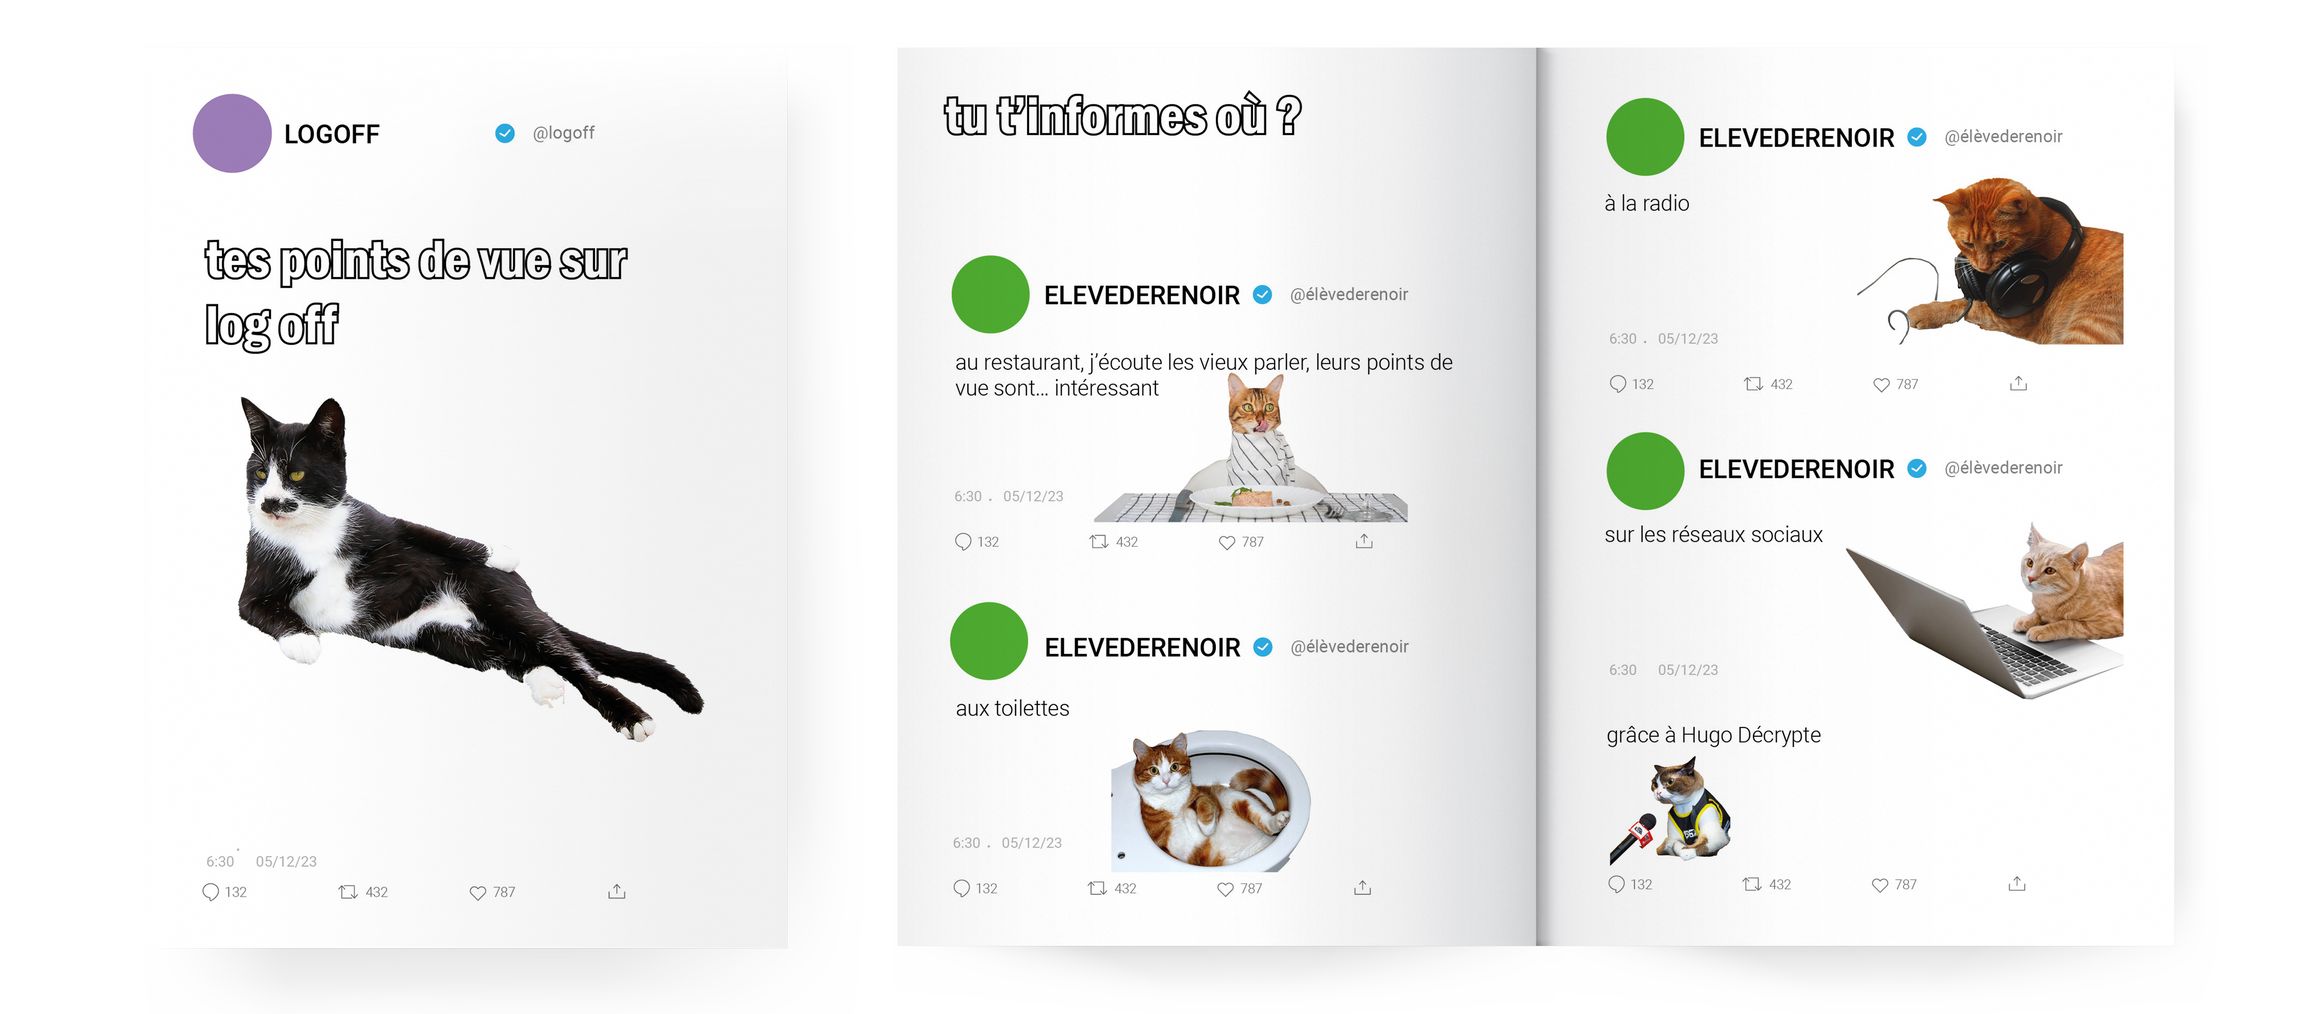 LOGOFF @logoff
tes points de vue sur
log off
6:30 . 05/12/23
132 432 787
tu t'informes où ?
ELEVEDERENOIR @élèvederenoir
au restaurant, j'écoute les vieux parler, leurs points de
vue sont... intéressant
6:30 . 05/12/23
132 432 787
ELEVEDERENOIR @élèvederenoir
aux toilettes
6:30 . 05/12/23
132 432 787
ELEVEDERENOIR @élèvederenoir
à la radio
6:30 . 05/12/23
132 432 787
ELEVEDERENOIR @élèvederenoir
sur les réseaux sociaux
6:30 05/12/23
grâce à Hugo Décrypte
132 432 787